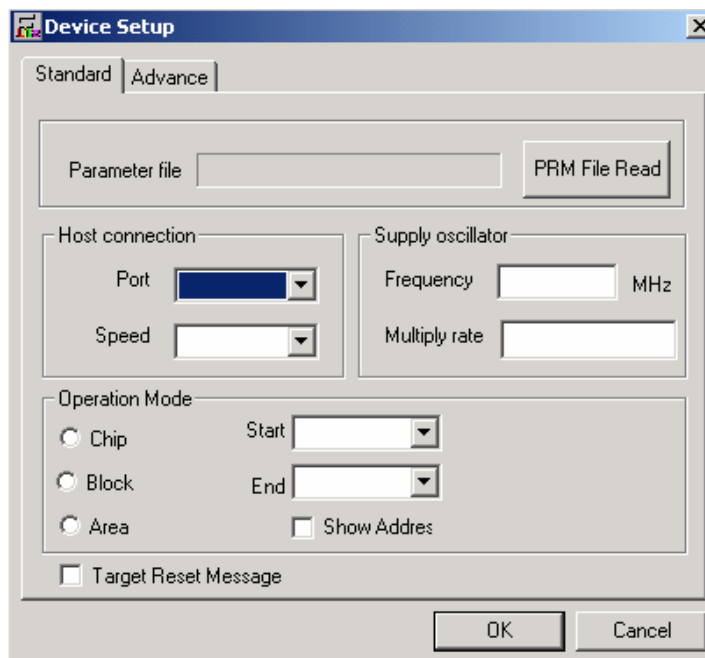 Device Setup
Standard Advance
Parameter file PRM File Read
Host connection
Port
Speed
Supply oscillator
Frequency MHz
Multiply rate
Operation Mode
Chip Start
Block End
Area Show Addres
Target Reset Message
OK Cancel